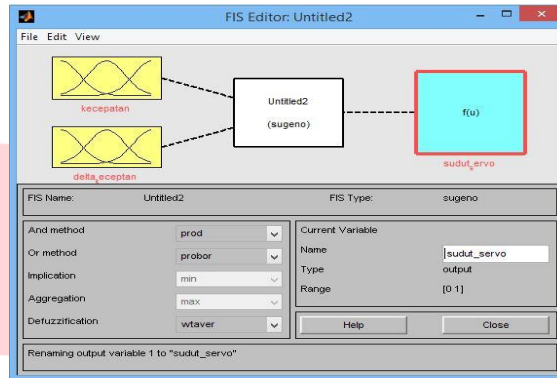 FIS Editor: Untitled2
File Edit View
kecepatan
delta_eceptan
Untitled2
(sugeno)
f(u)
sudut_ervo
FIS Name: Untitled2 FIS Type: sugeno
And method prod
Or method probor
Implication min
Aggregation max
Defuzzification wtaver
Current Variable
Name sudut_servo
Type output
Range [0 1]
Help Close
Renaming output variable 1 to "sudut_servo"